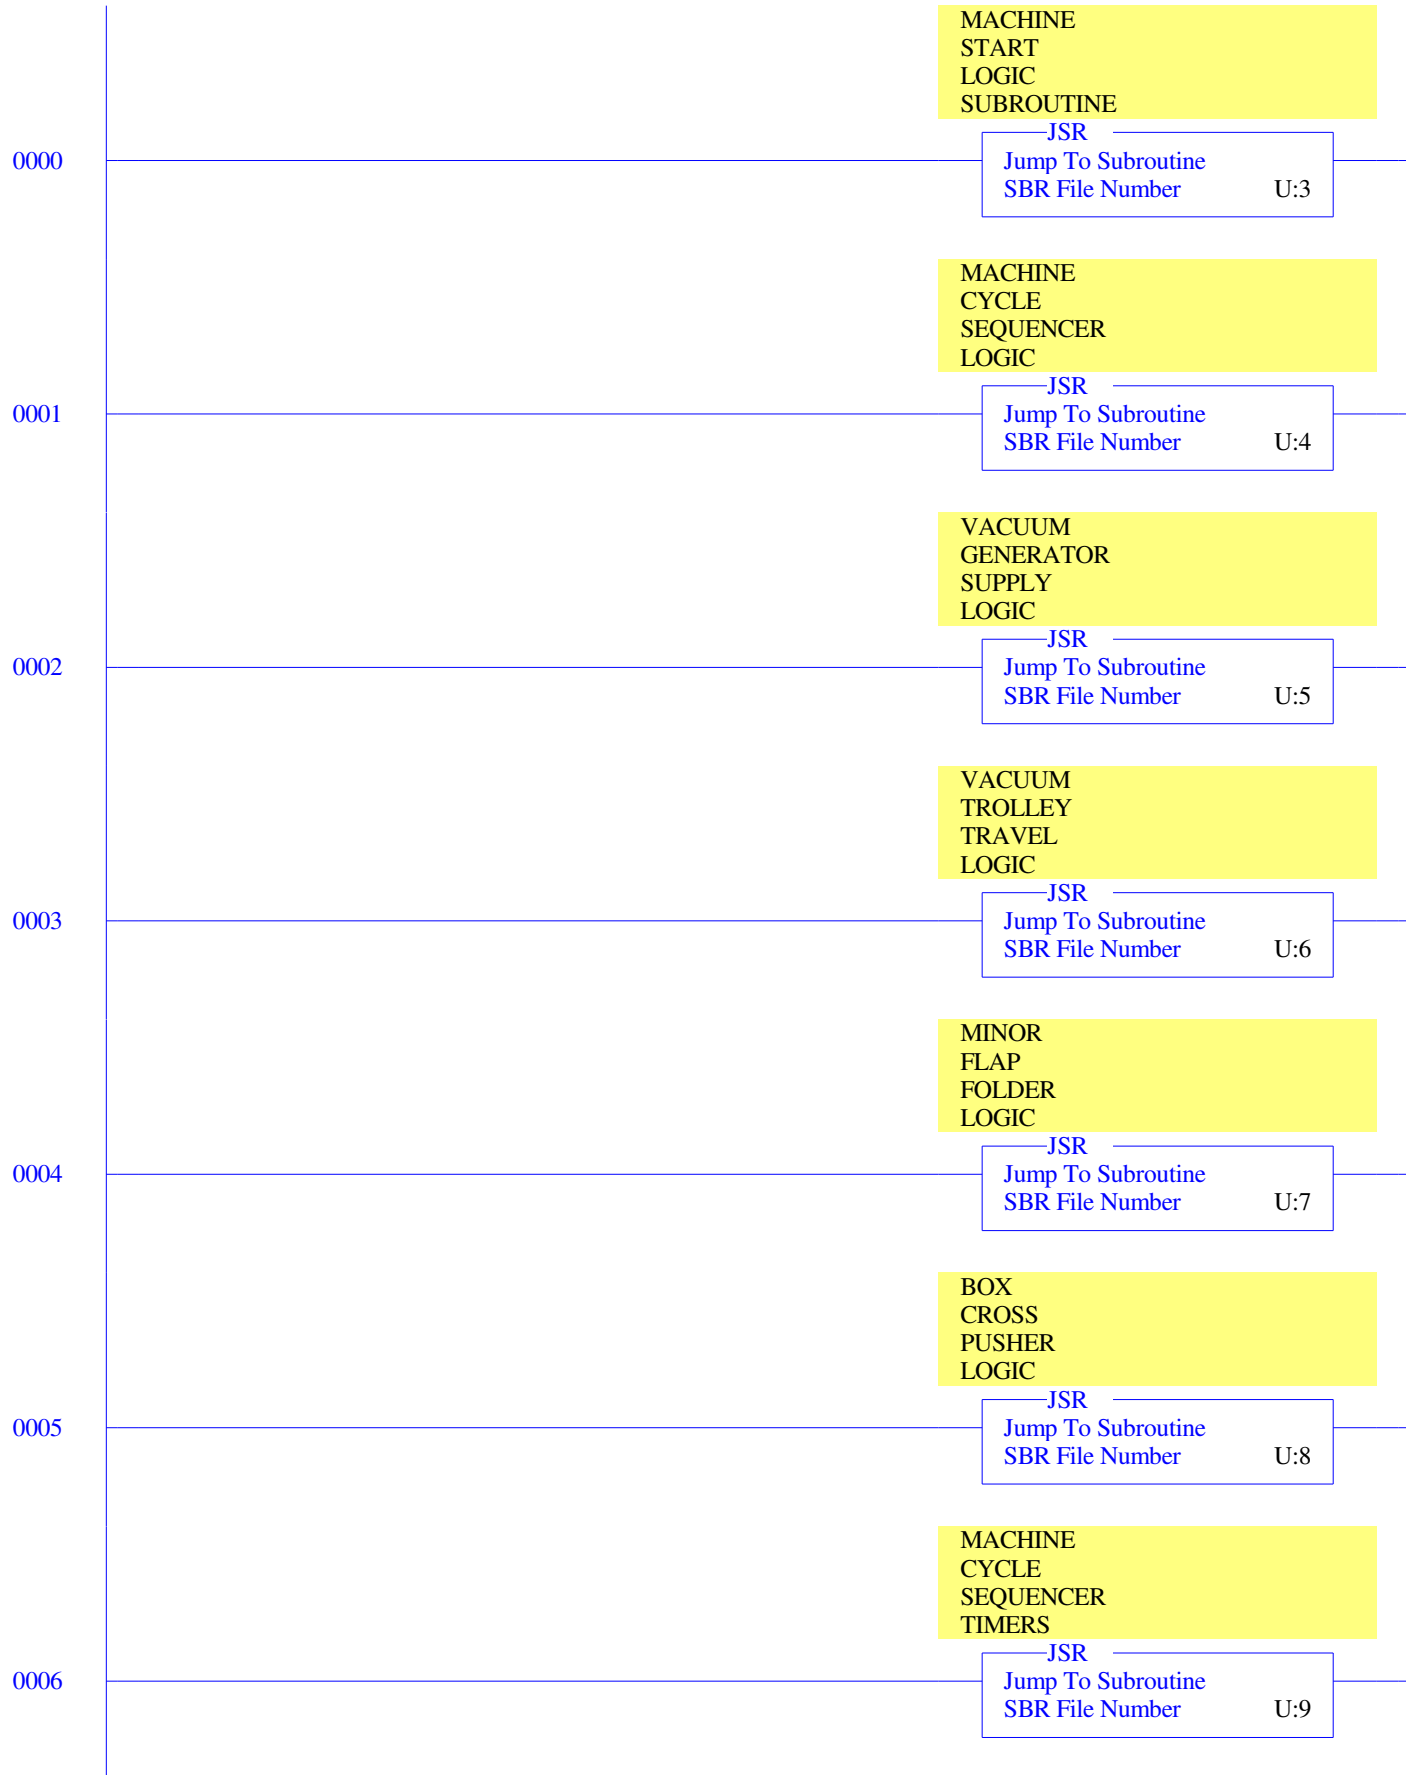 MACHINE
START
LOGIC
SUBROUTINE
JSR
0000
Jump To Subroutine
SBR File Number U:3
MACHINE
CYCLE
SEQUENCER
LOGIC
JSR
0001
Jump To Subroutine
SBR File Number U:4
VACUUM
GENERATOR
SUPPLY
LOGIC
JSR
0002
Jump To Subroutine
SBR File Number U:5
VACUUM
TROLLEY
TRAVEL
LOGIC
JSR
0003
Jump To Subroutine
SBR File Number U:6
MINOR
FLAP
FOLDER
LOGIC
JSR
0004
Jump To Subroutine
SBR File Number U:7
BOX
CROSS
PUSHER
LOGIC
JSR
0005
Jump To Subroutine
SBR File Number U:8
MACHINE
CYCLE
SEQUENCER
TIMERS
JSR
0006
Jump To Subroutine
SBR File Number U:9